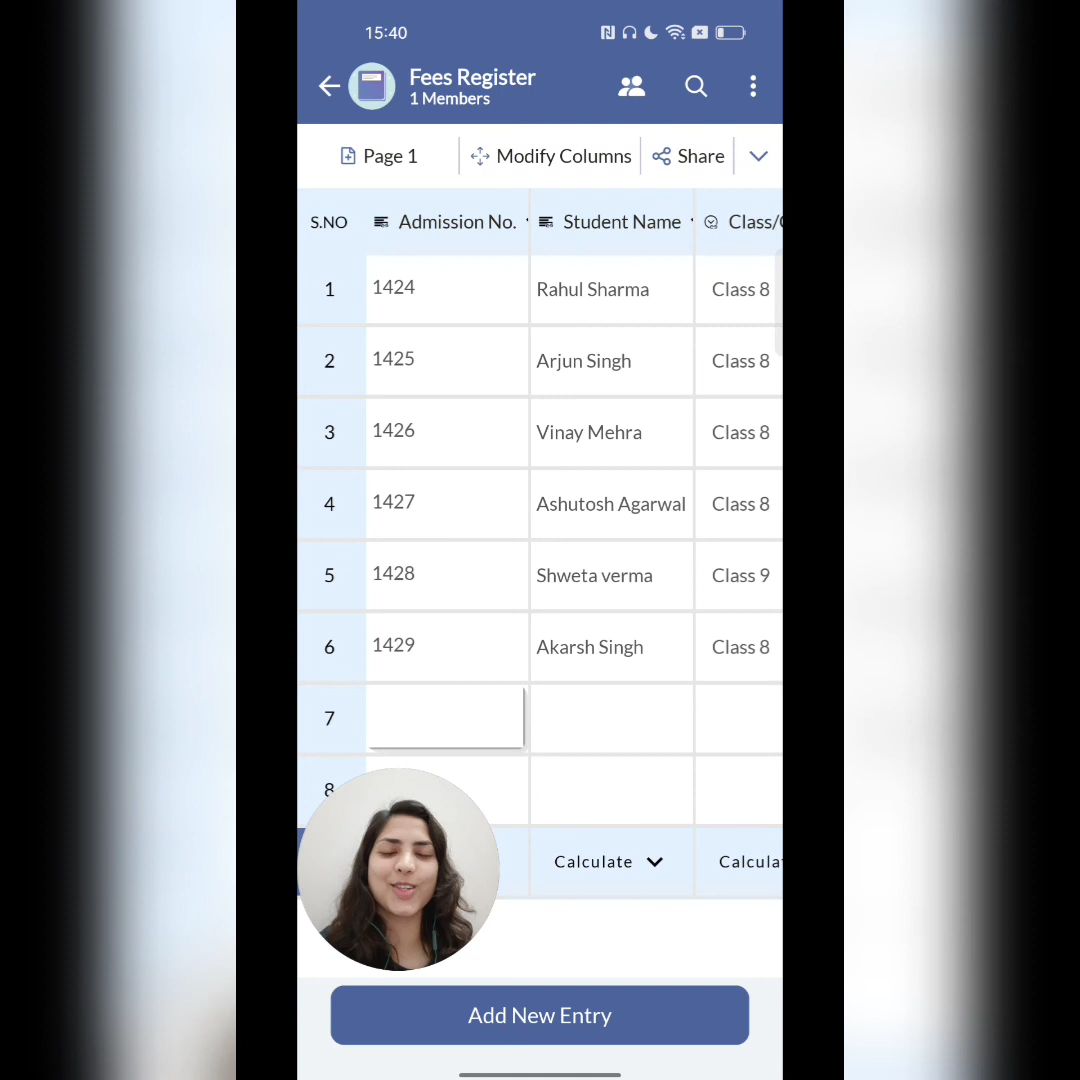 15:40
Fees Register
1 Members
Page 1 Modify Columns Share
S.NO Admission No. Student Name Class/
1 1424 Rahul Sharma Class 8
2 1425 Arjun Singh Class 8
3 1426 Vinay Mehra Class 8
4 1427 Ashutosh Agarwal Class 8
5 1428 Shweta verma Class 9
6 1429 Akarsh Singh Class 8
7
8
Calculate Calcula
Add New Entry